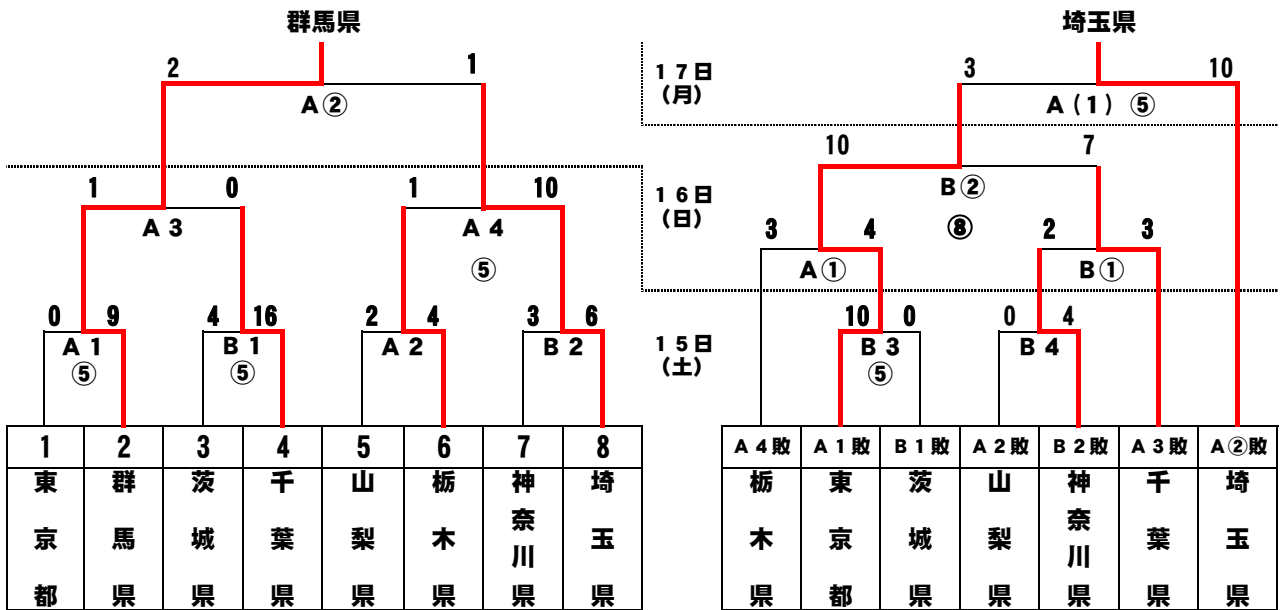 群馬県
埼玉県
2 1
A②
17日
(月)
3 10
A(1) ⑤
10 7
B②
⑧
1 0
A3
1 10
A4
⑤
16日
(日)
3 4
A①
2 3
B①
0 9
A1
⑤
4 16
B1
⑤
2 4
A2
3 6
B2
15日
(土)
10 0
B3
⑤
0 4
B4
1 2 3 4 5 6 7 8
東京都 群馬県 茨城県 千葉県 山梨県 栃木県 神奈川県 埼玉県
A4敗 A1敗 B1敗 A2敗 B2敗 A3敗 A②敗
栃木県 東京都 茨城県 山梨県 神奈川県 千葉県 埼玉県